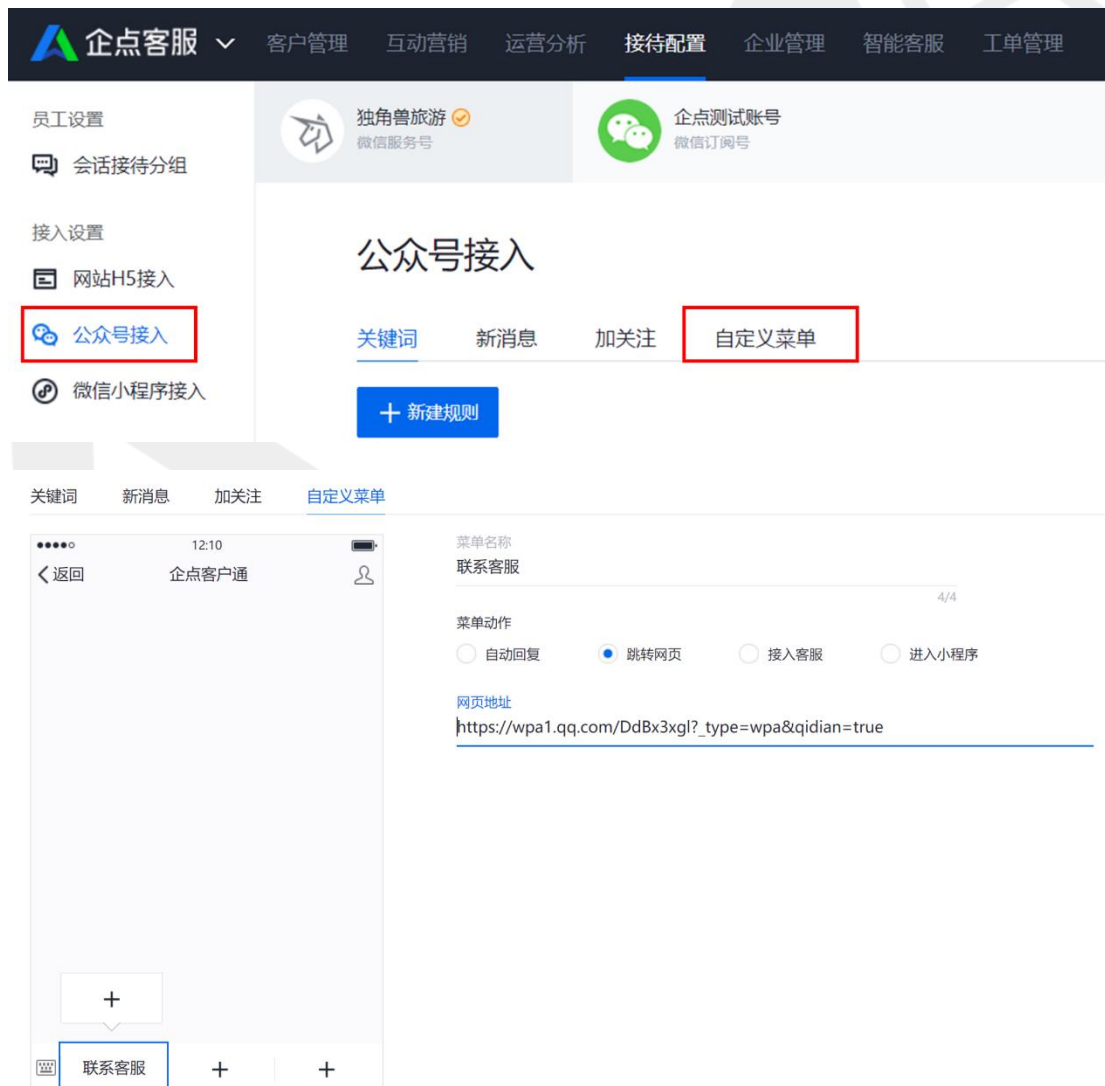 企点客服 客户管理 互动营销 运营分析 接待配置 企业管理 智能客服 工单管理
员工设置
会话接待分组
接入设置
网站H5接入
公众号接入
微信小程序接入
独角兽旅游
微信服务号
企点测试账号
微信订阅号
公众号接入
关键词 新消息 加关注 自定义菜单
+ 新建规则
关键词 新消息 加关注 自定义菜单
12:10
返回 企点客户通
联系客服 + +
+
菜单名称
联系客服
4/4
菜单动作
自动回复 跳转网页 接入客服 进入小程序
网页地址
https://wpa1.qq.com/DdBx3xgl?_type=wpa&qidian=true